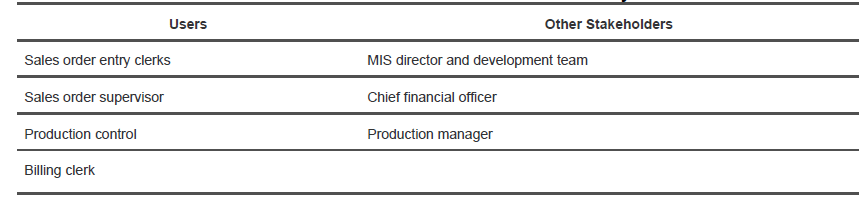 Users Other Stakeholders
Sales order entry clerks MIS director and development team
Sales order supervisor Chief financial officer
Production control Production manager
Billing clerk